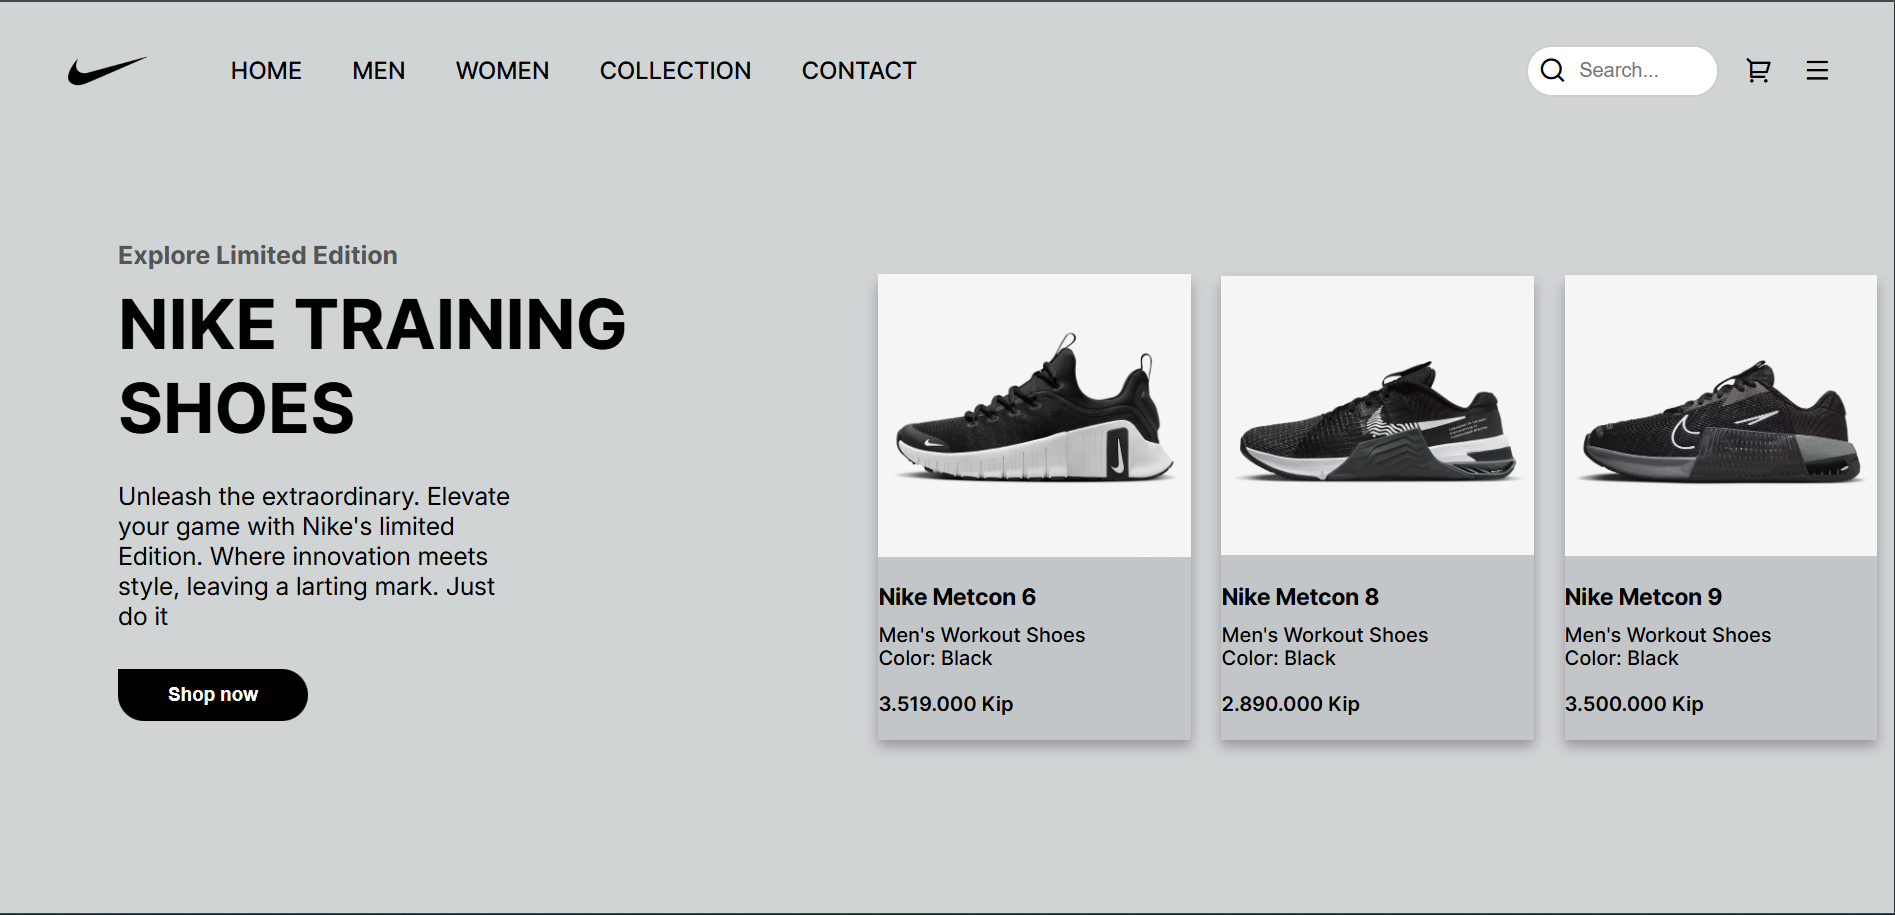 HOME MEN WOMEN COLLECTION CONTACT Search...
Explore Limited Edition
NIKE TRAINING
SHOES
Unleash the extraordinary. Elevate
your game with Nike's limited
Edition. Where innovation meets
style, leaving a larting mark. Just
do it
Shop now
Nike Metcon 6
Men's Workout Shoes
Color: Black
3.519.000 Kip
Nike Metcon 8
Men's Workout Shoes
Color: Black
2.890.000 Kip
Nike Metcon 9
Men's Workout Shoes
Color: Black
3.500.000 Kip